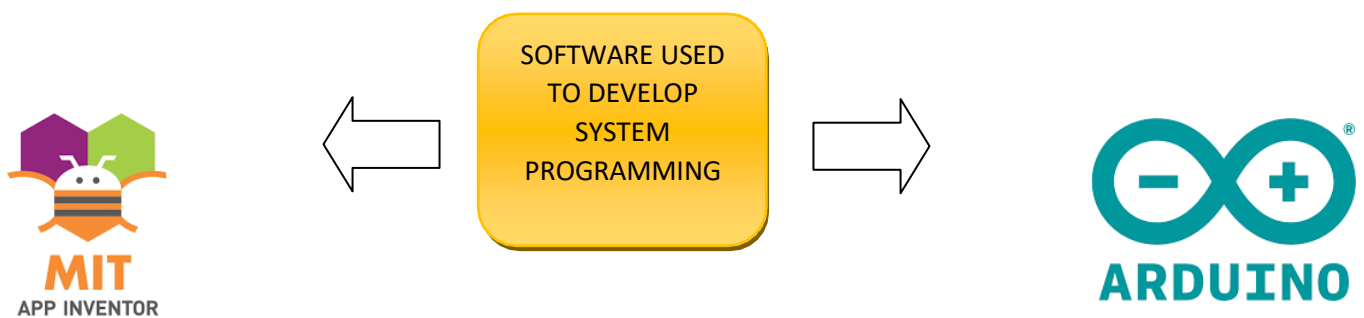 SOFTWARE USED
TO DEVELOP
SYSTEM
PROGRAMMING
MIT
APP INVENTOR
®
ARDUINO